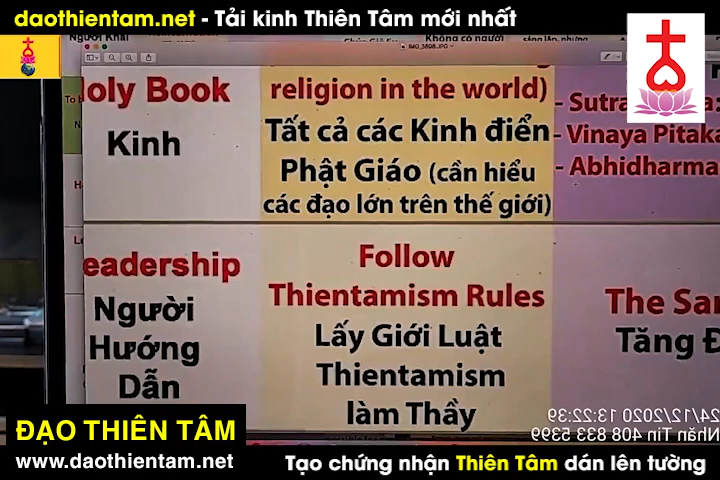 daothientam.net - Tải kinh Thiên Tâm mới nhất
IMG_3898.JPG
Holy Book
Kinh
religion in the world)
Tất cả các Kinh điển
Phật Giáo (cần hiểu
các đạo lớn trên thế giới)
- Sutra
- Vinaya Pitaka
- Abhidharma
eadership
Người
Hướng
Dẫn
Follow
Thientamism Rules
Lấy Giới Luật
Thientamism
làm Thầy
The Sa
Tăng Đ
24/12/2020 13:22:39
Nhắn Tin 408 833 5399
ĐẠO THIÊN TÂM
www.daothientam.net
Tạo chứng nhận Thiên Tâm dán lên tường